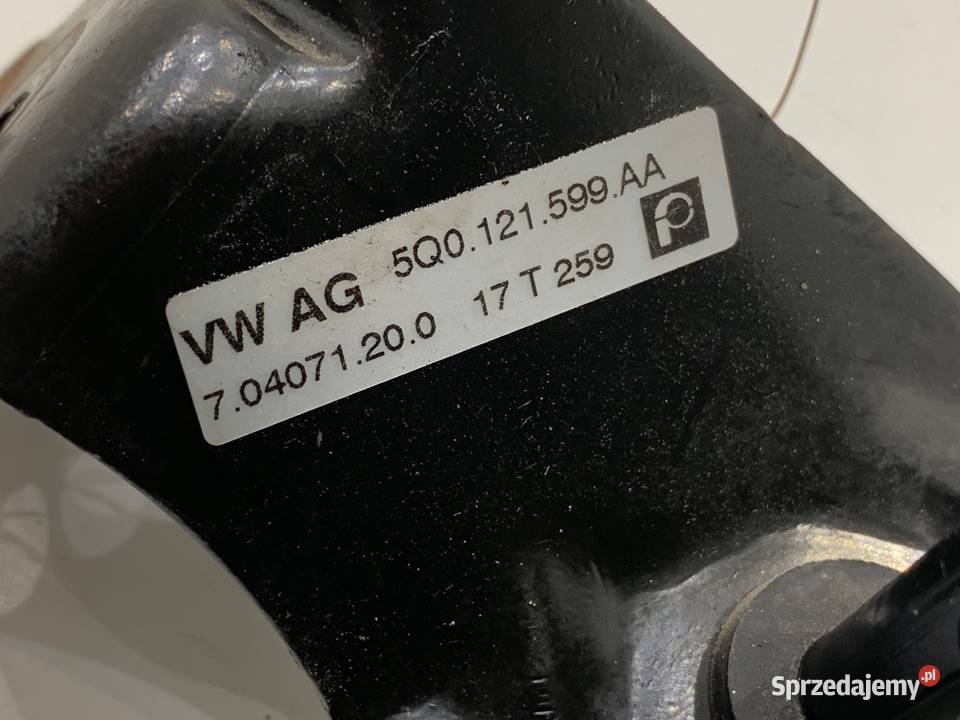 VW AG 5Q0.121.599.AA
7.04071.20.0 17 T 259
Sprzedajemy.pl